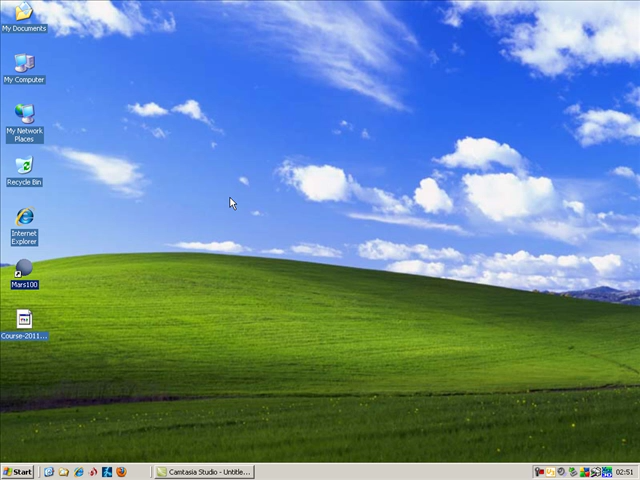 My Documents
My Computer
My Network
Places
Recycle Bin
Internet
Explorer
Mars100
Course-2011...
Start
Camtasia Studio - Untitle...
02:51